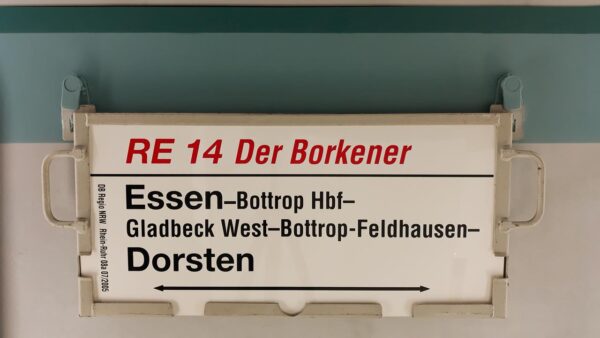 RE 14 Der Borkener
Essen–Bottrop Hbf–
Gladbeck West–Bottrop-Feldhausen–
Dorsten
DB Regio NRW Rhein-Ruhr 08a 07/2005